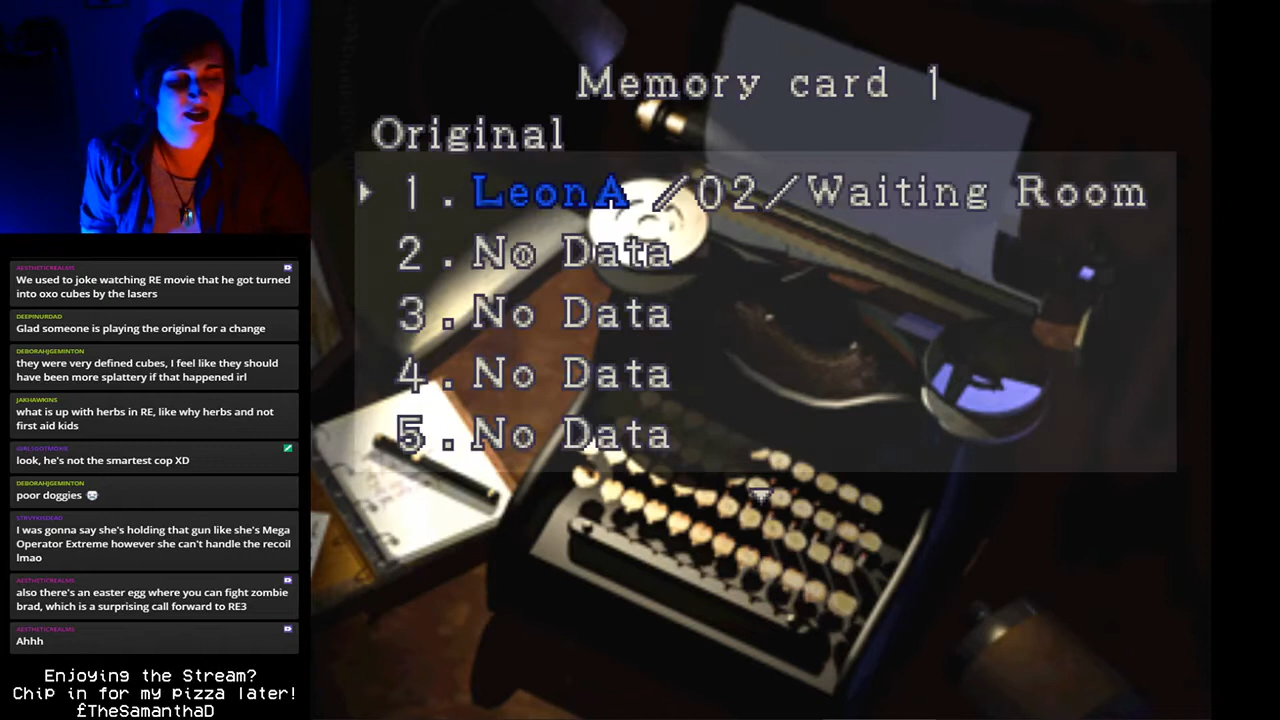 Memory card 1
Original
1. LeonA /02/Waiting Room
2. No Data
3. No Data
4. No Data
5. No Data
AESTHETICREALMS
We used to joke watching RE movie that he got turned
into oxo cubes by the lasers
DEEPINURDAD
Glad someone is playing the original for a change
DEBORAHJGEMINTON
they were very defined cubes, I feel like they should
have been more splattery if that happened irl
JAKHAWKINS
what is up with herbs in RE, like why herbs and not
first aid kids
look, he's not the smartest cop XD
DEBORAHJGEMINTON
poor doggies
I was gonna say she's holding that gun like she's Mega
Operator Extreme however she can't handle the recoil
lmao
AESTHETICREALMS
also there's an easter egg where you can fight zombie
brad, which is a surprising call forward to RE3
AESTHETICREALMS
Ahhh
Enjoying the Stream?
Chip in for my pizza later!
£TheSamanthaD